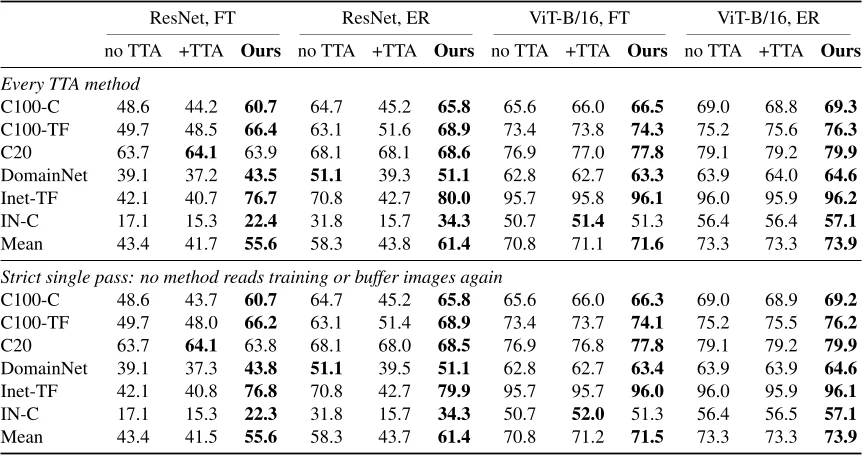 ResNet, FT ResNet, ER ViT-B/16, FT ViT-B/16, ER
no TTA +TTA Ours no TTA +TTA Ours no TTA +TTA Ours no TTA +TTA Ours
Every TTA method
C100-C 48.6 44.2 60.7 64.7 45.2 65.8 65.6 66.0 66.5 69.0 68.8 69.3
C100-TF 49.7 48.5 66.4 63.1 51.6 68.9 73.4 73.8 74.3 75.2 75.6 76.3
C20 63.7 64.1 63.9 68.1 68.1 68.6 76.9 77.0 77.8 79.1 79.2 79.9
DomainNet 39.1 37.2 43.5 51.1 39.3 51.1 62.8 62.7 63.3 63.9 64.0 64.6
Inet-TF 42.1 40.7 76.7 70.8 42.7 80.0 95.7 95.8 96.1 96.0 95.9 96.2
IN-C 17.1 15.3 22.4 31.8 15.7 34.3 50.7 51.4 51.3 56.4 56.4 57.1
Mean 43.4 41.7 55.6 58.3 43.8 61.4 70.8 71.1 71.6 73.3 73.3 73.9
Strict single pass: no method reads training or buffer images again
C100-C 48.6 43.7 60.7 64.7 45.2 65.8 65.6 66.0 66.3 69.0 68.9 69.2
C100-TF 49.7 48.0 66.2 63.1 51.4 68.9 73.4 73.7 74.1 75.2 75.5 76.2
C20 63.7 64.1 63.8 68.1 68.0 68.5 76.9 76.8 77.8 79.1 79.2 79.9
DomainNet 39.1 37.3 43.8 51.1 39.5 51.1 62.8 62.7 63.4 63.9 63.9 64.6
Inet-TF 42.1 40.8 76.8 70.8 42.7 79.9 95.7 95.7 96.0 96.0 95.9 96.1
IN-C 17.1 15.3 22.3 31.8 15.7 34.3 50.7 52.0 51.3 56.4 56.5 57.1
Mean 43.4 41.5 55.6 58.3 43.7 61.4 70.8 71.2 71.5 73.3 73.3 73.9